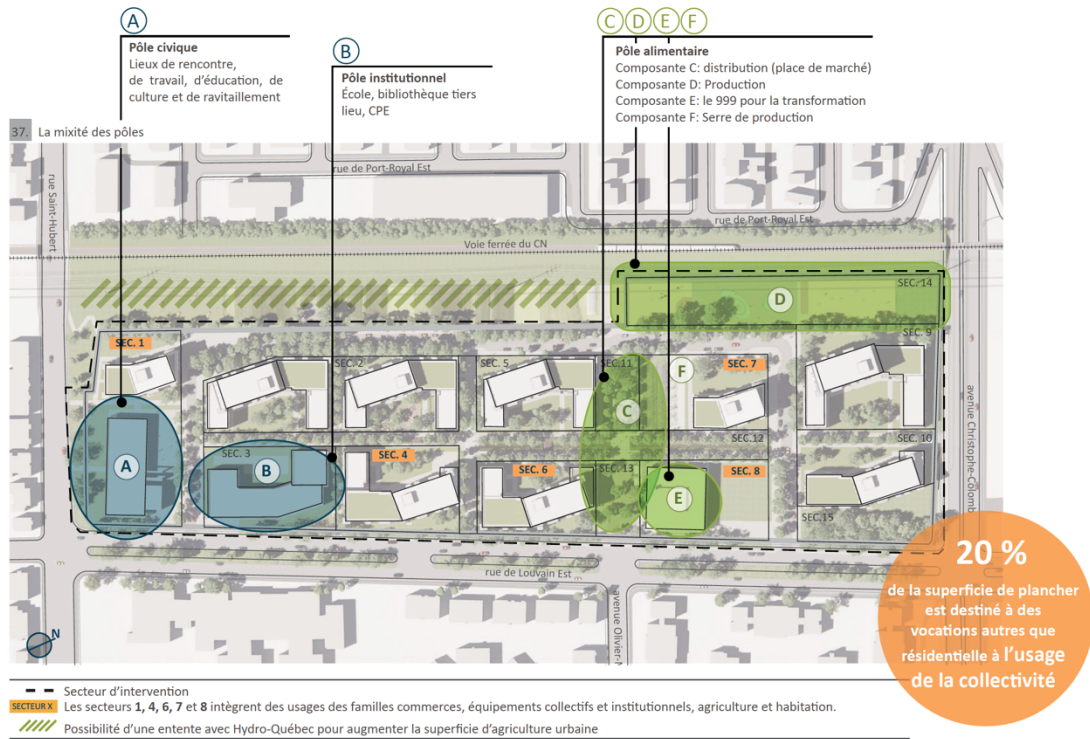 A
Pôle civique
Lieux de rencontre,
de travail, d'éducation, de
culture et de ravitaillement
B
Pôle institutionnel
École, bibliothèque tiers
lieu, CPE
C D E F
Pôle alimentaire
Composante C: distribution (place de marché)
Composante D: Production
Composante E: le 999 pour la transformation
Composante F: Serre de production
37. La mixité des pôles
rue Saint-Hubert
rue de Port-Royal Est
rue de Port-Royal Est
Voie ferrée du CN
SEC. 14
D
SEC. 1
SEC. 2
SEC. 5
SEC.11
F
SEC. 7
SEC. 9
C
A
SEC. 3
B
SEC. 4
SEC. 6
SEC. 13
SEC.12
SEC. 8
E
SEC. 10
SEC.15
avenue Christophe-Colomb
rue de Louvain Est
avenue Olivier-
N
20 %
de la superficie de plancher
est destiné à des
vocations autres que
résidentielle à l'usage
de la collectivité
Secteur d'intervention
SECTEUR X Les secteurs 1, 4, 6, 7 et 8 intègrent des usages des familles commerces, équipements collectifs et institutionnels, agriculture et habitation.
Possibilité d'une entente avec Hydro-Québec pour augmenter la superficie d'agriculture urbaine